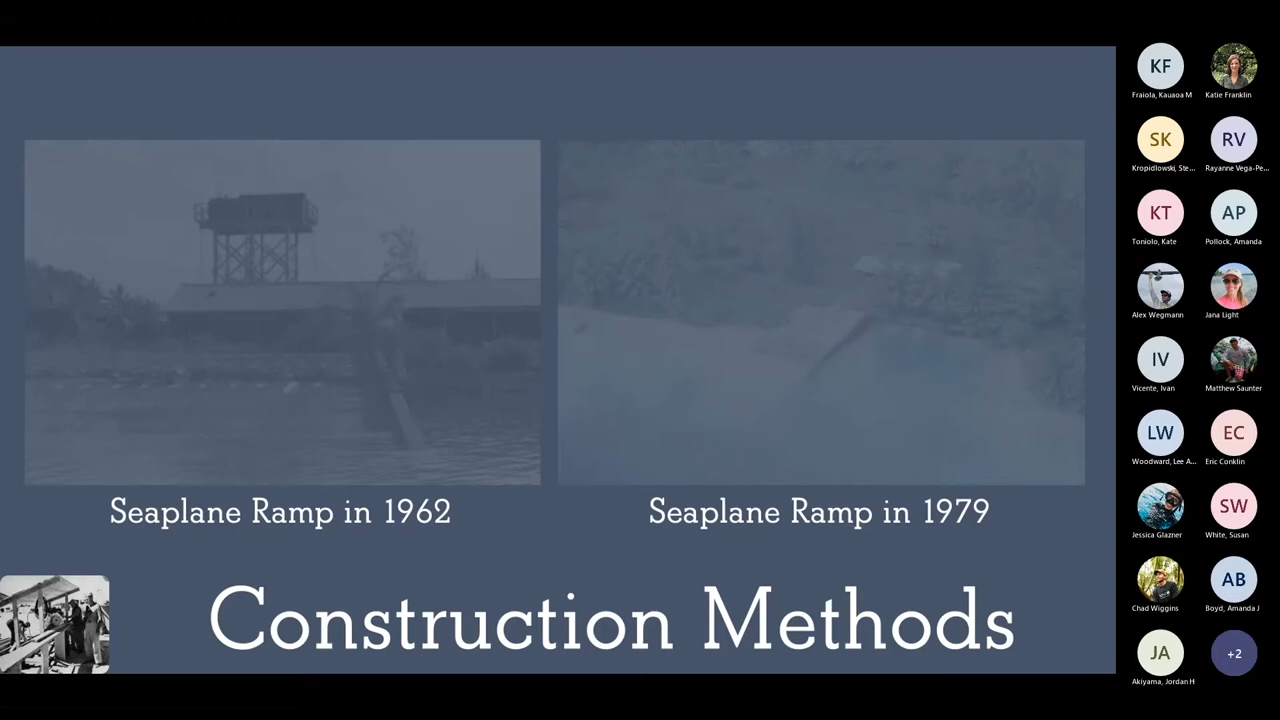 Seaplane Ramp in 1962
Seaplane Ramp in 1979
Construction Methods
KF
Fraiola, Kauaoa M
Katie Franklin
SK
Kropidlowski, Ste...
RV
Rayanne Vega-Pe...
KT
Toniolo, Kate
AP
Pollock, Amanda
Alex Wegmann
Jana Light
IV
Vicente, Ivan
Matthew Saunter
LW
Woodward, Lee A...
EC
Eric Conklin
Jessica Glazner
SW
White, Susan
Chad Wiggins
AB
Boyd, Amanda J
JA
Akiyama, Jordan H
+2